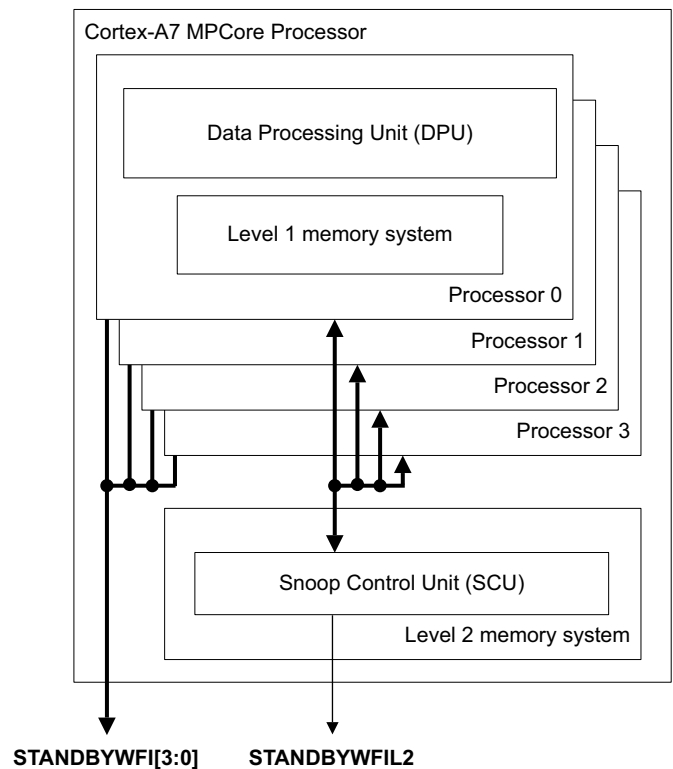 Cortex-A7 MPCore Processor
Data Processing Unit (DPU)
Level 1 memory system
Processor 0
Processor 1
Processor 2
Processor 3
Snoop Control Unit (SCU)
Level 2 memory system
STANDBYWFI[3:0] STANDBYWFIL2